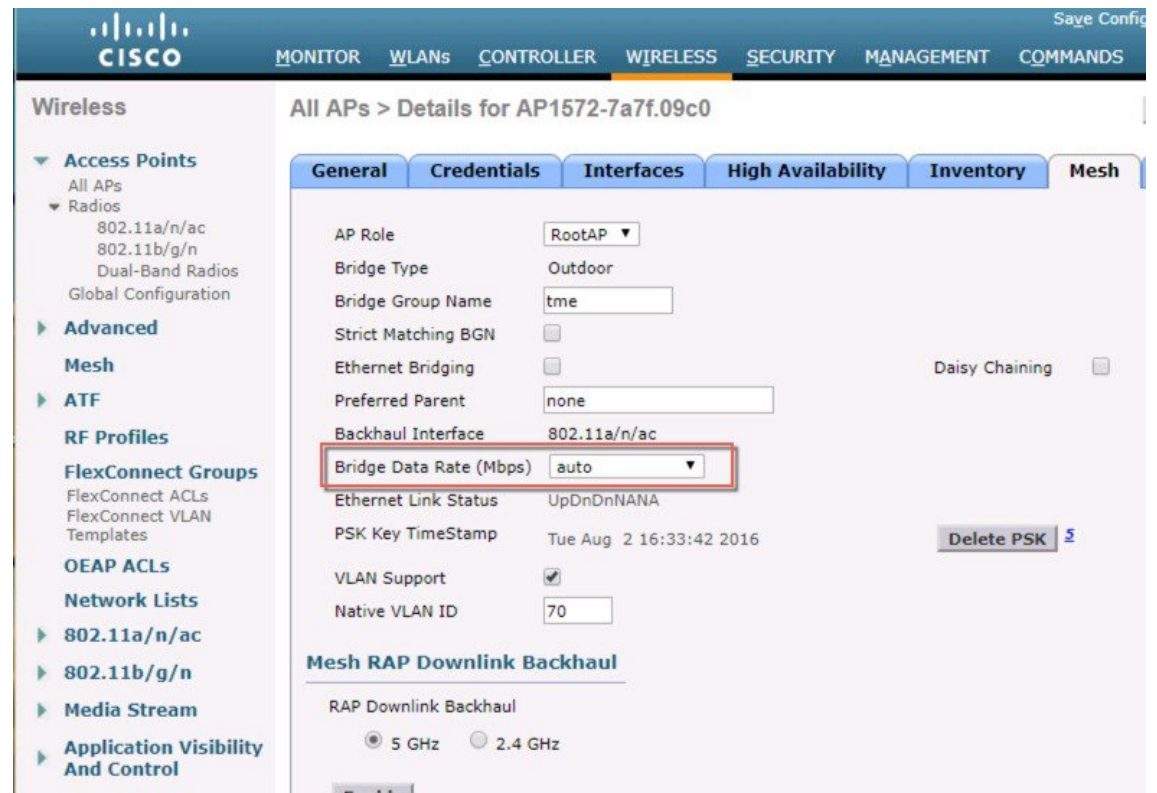 Save Config
CISCO
MONITOR WLANs CONTROLLER WIRELESS SECURITY MANAGEMENT COMMANDS
Wireless
Access Points
All APs
Radios
802.11a/n/ac
802.11b/g/n
Dual-Band Radios
Global Configuration
Advanced
Mesh
ATF
RF Profiles
FlexConnect Groups
FlexConnect ACLs
FlexConnect VLAN
Templates
OEAP ACLs
Network Lists
802.11a/n/ac
802.11b/g/n
Media Stream
Application Visibility
And Control
All APs > Details for AP1572-7a7f.09c0
General Credentials Interfaces High Availability Inventory Mesh
AP Role RootAP
Bridge Type Outdoor
Bridge Group Name tme
Strict Matching BGN
Ethernet Bridging Daisy Chaining
Preferred Parent none
Backhaul Interface 802.11a/n/ac
Bridge Data Rate (Mbps) auto
Ethernet Link Status UpDnDnNANA
PSK Key TimeStamp Tue Aug 2 16:33:42 2016 Delete PSK 5
VLAN Support
Native VLAN ID 70
Mesh RAP Downlink Backhaul
RAP Downlink Backhaul
5 GHz 2.4 GHz